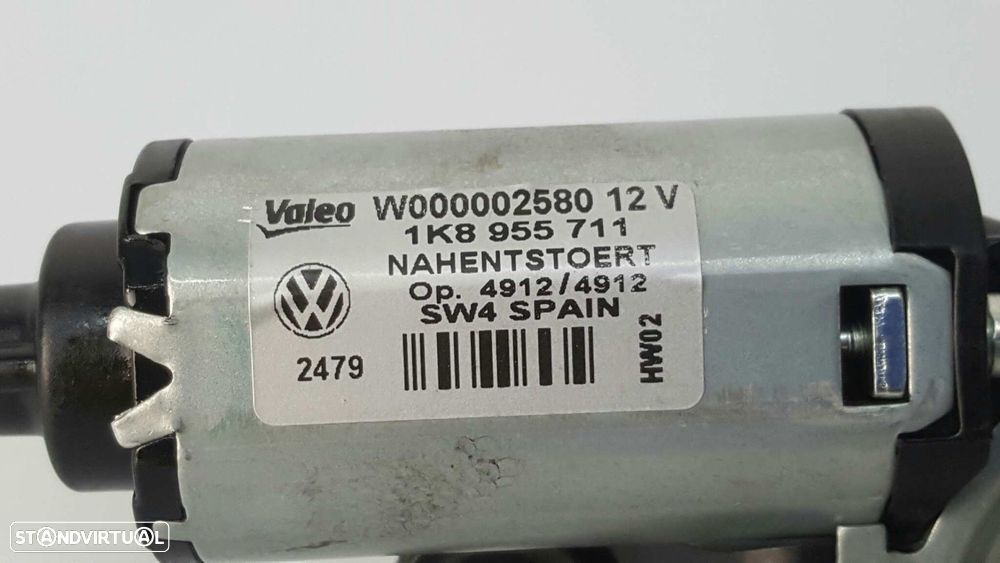 Valeo W000002580 12 V
1K8 955 711
NAHENTSTOERT
Op. 4912/4912
SW4 SPAIN
2479
HW02
STANDVIRTUAL